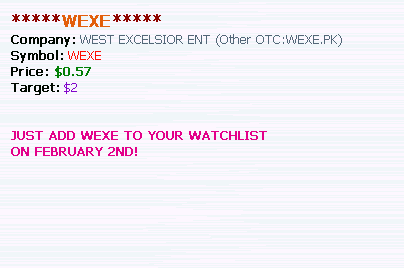 *****WEXE*****
Company: WEST EXCELSIOR ENT (Other OTC:WEXE.PK)
Symbol: WEXE
Price: $0.57
Target: $2
JUST ADD WEXE TO YOUR WATCHLIST
ON FEBRUARY 2ND!